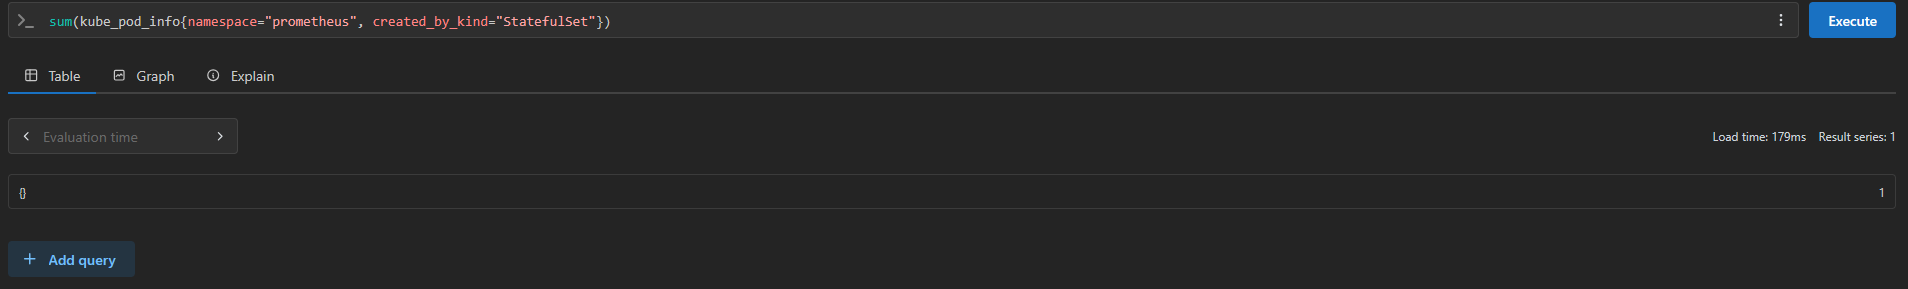 sum(kube_pod_info{namespace="prometheus", created_by_kind="StatefulSet"})
Execute
Table Graph Explain
Evaluation time
Load time: 179ms Result series: 1
{} 1
Add query